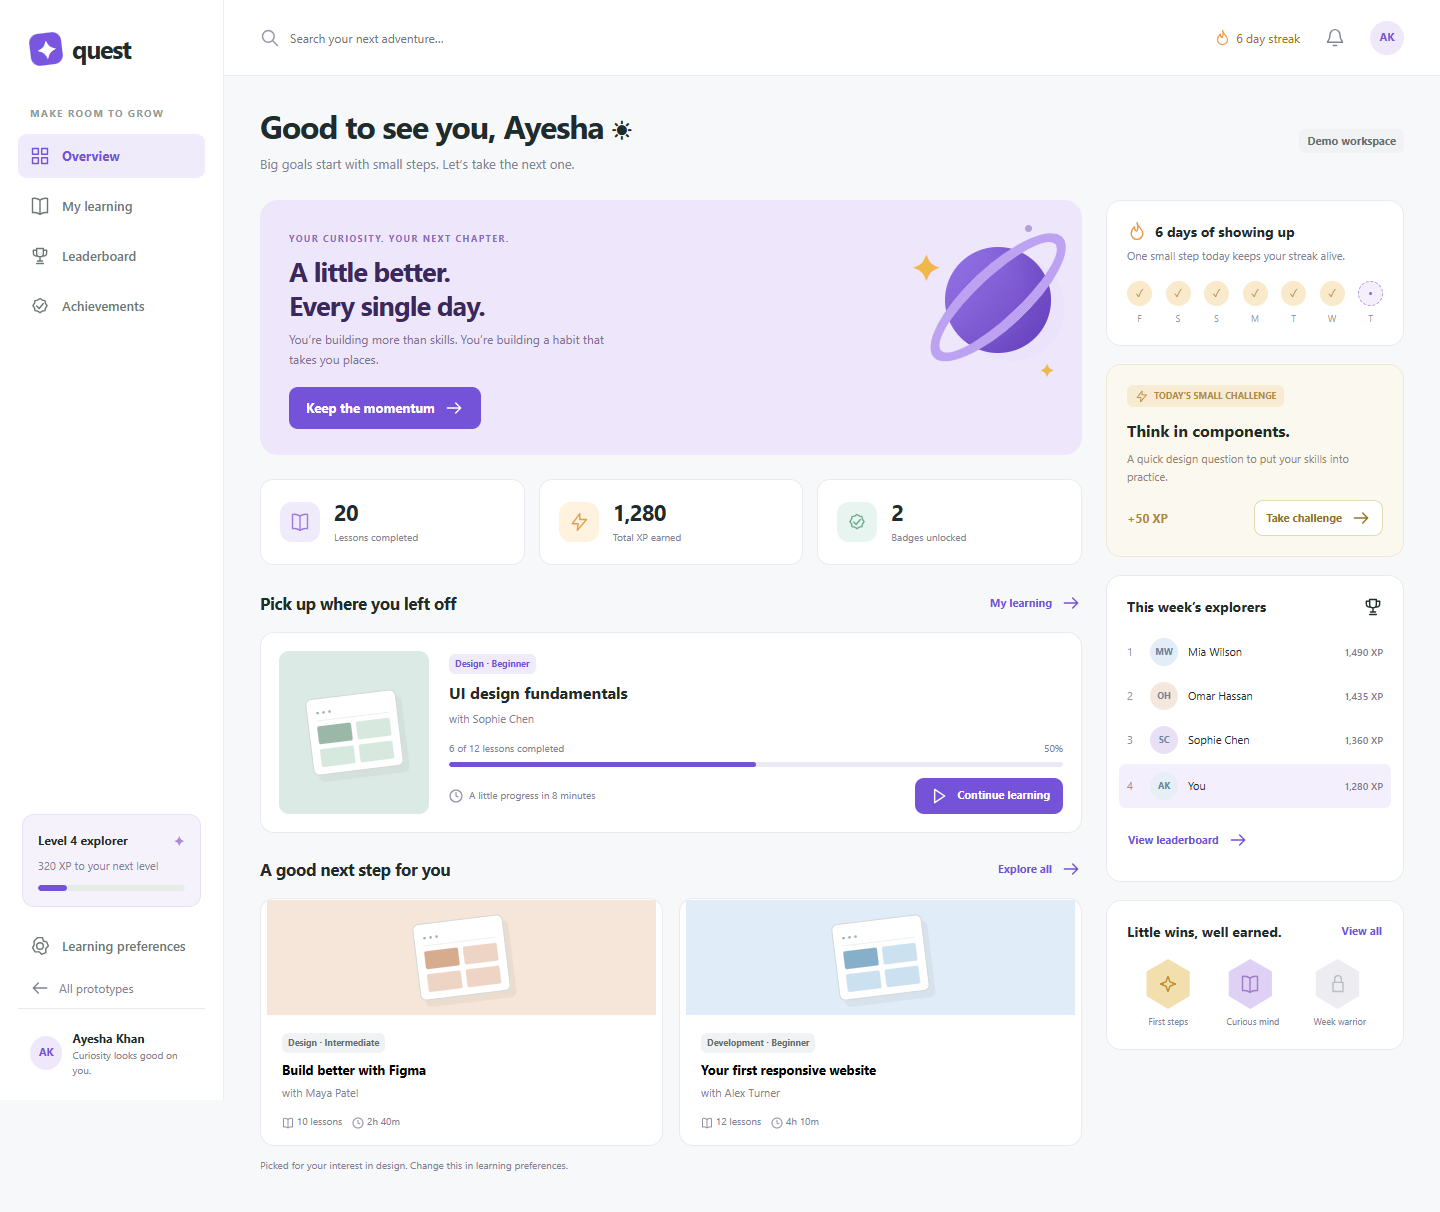 quest
MAKE ROOM TO GROW
Overview
My learning
Leaderboard
Achievements
Level 4 explorer
320 XP to your next level
Learning preferences
All prototypes
AK
Ayesha Khan
Curiosity looks good on
you.
Search your next adventure...
6 day streak
AK
Good to see you, Ayesha ☀
Big goals start with small steps. Let's take the next one.
Demo workspace
YOUR CURIOSITY. YOUR NEXT CHAPTER.
A little better.
Every single day.
You're building more than skills. You're building a habit that
takes you places.
Keep the momentum
20
Lessons completed
1,280
Total XP earned
2
Badges unlocked
Pick up where you left off
My learning
Design · Beginner
UI design fundamentals
with Sophie Chen
6 of 12 lessons completed
50%
A little progress in 8 minutes
Continue learning
A good next step for you
Explore all
Design · Intermediate
Build better with Figma
with Maya Patel
10 lessons 2h 40m
Development · Beginner
Your first responsive website
with Alex Turner
12 lessons 4h 10m
Picked for your interest in design. Change this in learning preferences.
6 days of showing up
One small step today keeps your streak alive.
✓ ✓ ✓ ✓ ✓ ✓ •
F S S M T W T
TODAY'S SMALL CHALLENGE
Think in components.
A quick design question to put your skills into
practice.
+50 XP
Take challenge
This week's explorers
1 MW Mia Wilson 1,490 XP
2 OH Omar Hassan 1,435 XP
3 SC Sophie Chen 1,360 XP
4 AK You 1,280 XP
View leaderboard
Little wins, well earned.
View all
First steps
Curious mind
Week warrior